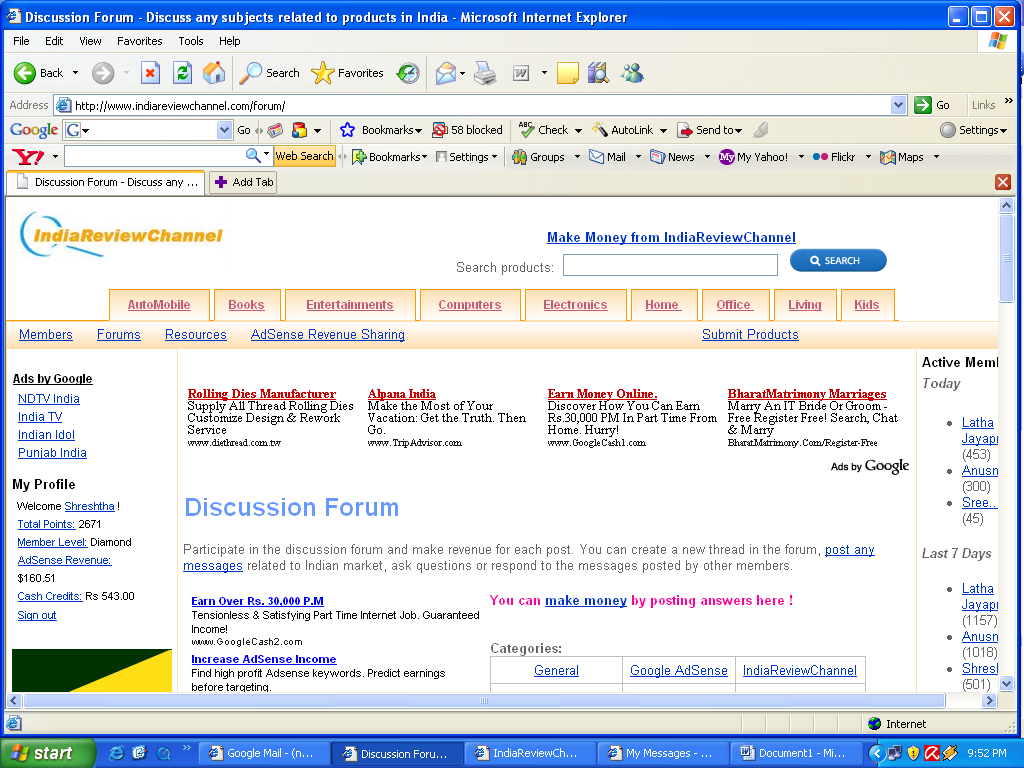 Discussion Forum - Discuss any subjects related to products in India - Microsoft Internet Explorer
File Edit View Favorites Tools Help
Back Search Favorites
Address http://www.indiareviewchannel.com/forum/ Go Links »
Google G Go Bookmarks 58 blocked ABC Check AutoLink Send to Settings
Y! Web Search Bookmarks Settings Groups Mail News My My Yahoo! Flickr Maps
Discussion Forum - Discuss any ... Add Tab
IndiaReviewChannel
Make Money from IndiaReviewChannel
Search products: SEARCH
AutoMobile Books Entertainments Computers Electronics Home Office Living Kids
Members Forums Resources AdSense Revenue Sharing Submit Products
Ads by Google
NDTV India
India TV
Indian Idol
Punjab India
My Profile
Welcome Shreshtha !
Total Points: 2671
Member Level: Diamond
AdSense Revenue:
$160.51
Cash Credits: Rs 543.00
Sign out
Rolling Dies Manufacturer
Supply All Thread Rolling Dies
Customize Design & Rework
Service
www.diethread.com.tw
Alpana India
Make the Most of Your
Vacation: Get the Truth. Then
Go.
www.TripAdvisor.com
Earn Money Online.
Discover How You Can Earn
Rs.30,000 PM In Part Time From
Home. Hurry!
www.GoogleCash1.com
BharatMatrimony Marriages
Marry An IT Bride Or Groom -
Free Register Free! Search, Chat
& Marry
BharatMatrimony.Com/Register-Free
Ads by Google
Discussion Forum
Participate in the discussion forum and make revenue for each post. You can create a new thread in the forum, post any
messages related to Indian market, ask questions or respond to the messages posted by other members.
Earn Over Rs. 30,000 P.M
Tensionless & Satisfying Part Time Internet Job. Guaranteed
Income!
www.GoogleCash2.com
Increase AdSense Income
Find high profit Adsense keywords. Predict earnings
before targeting.
You can make money by posting answers here !
Categories:
General Google AdSense IndiaReviewChannel
Active Mem
Today
Latha
Jayap
(453)
Anusn
(300)
Sree..
(45)
Last 7 Days
Latha
Jayap
(1157)
Anusn
(1018)
Shres
(501)
Internet
start » Google Mail - (n... Discussion Foru... IndiaReviewCh... My Messages - ... Document1 - Mi... 9:52 PM